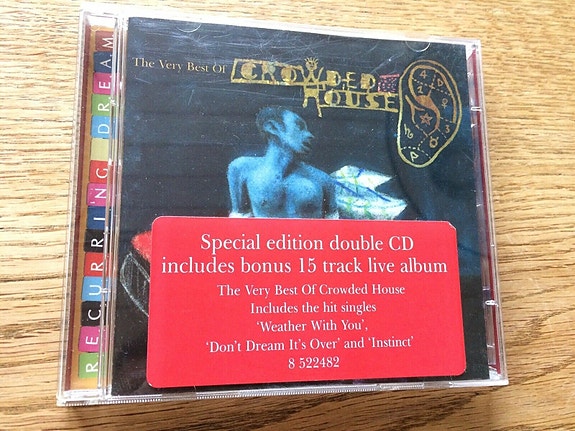 The Very Best Of CROWDED
HOUSE
RECURRING DREAM
Special edition double CD
includes bonus 15 track live album
The Very Best Of Crowded House
Includes the hit singles
‘Weather With You’,
‘Don’t Dream It’s Over’ and ‘Instinct’
8 522482